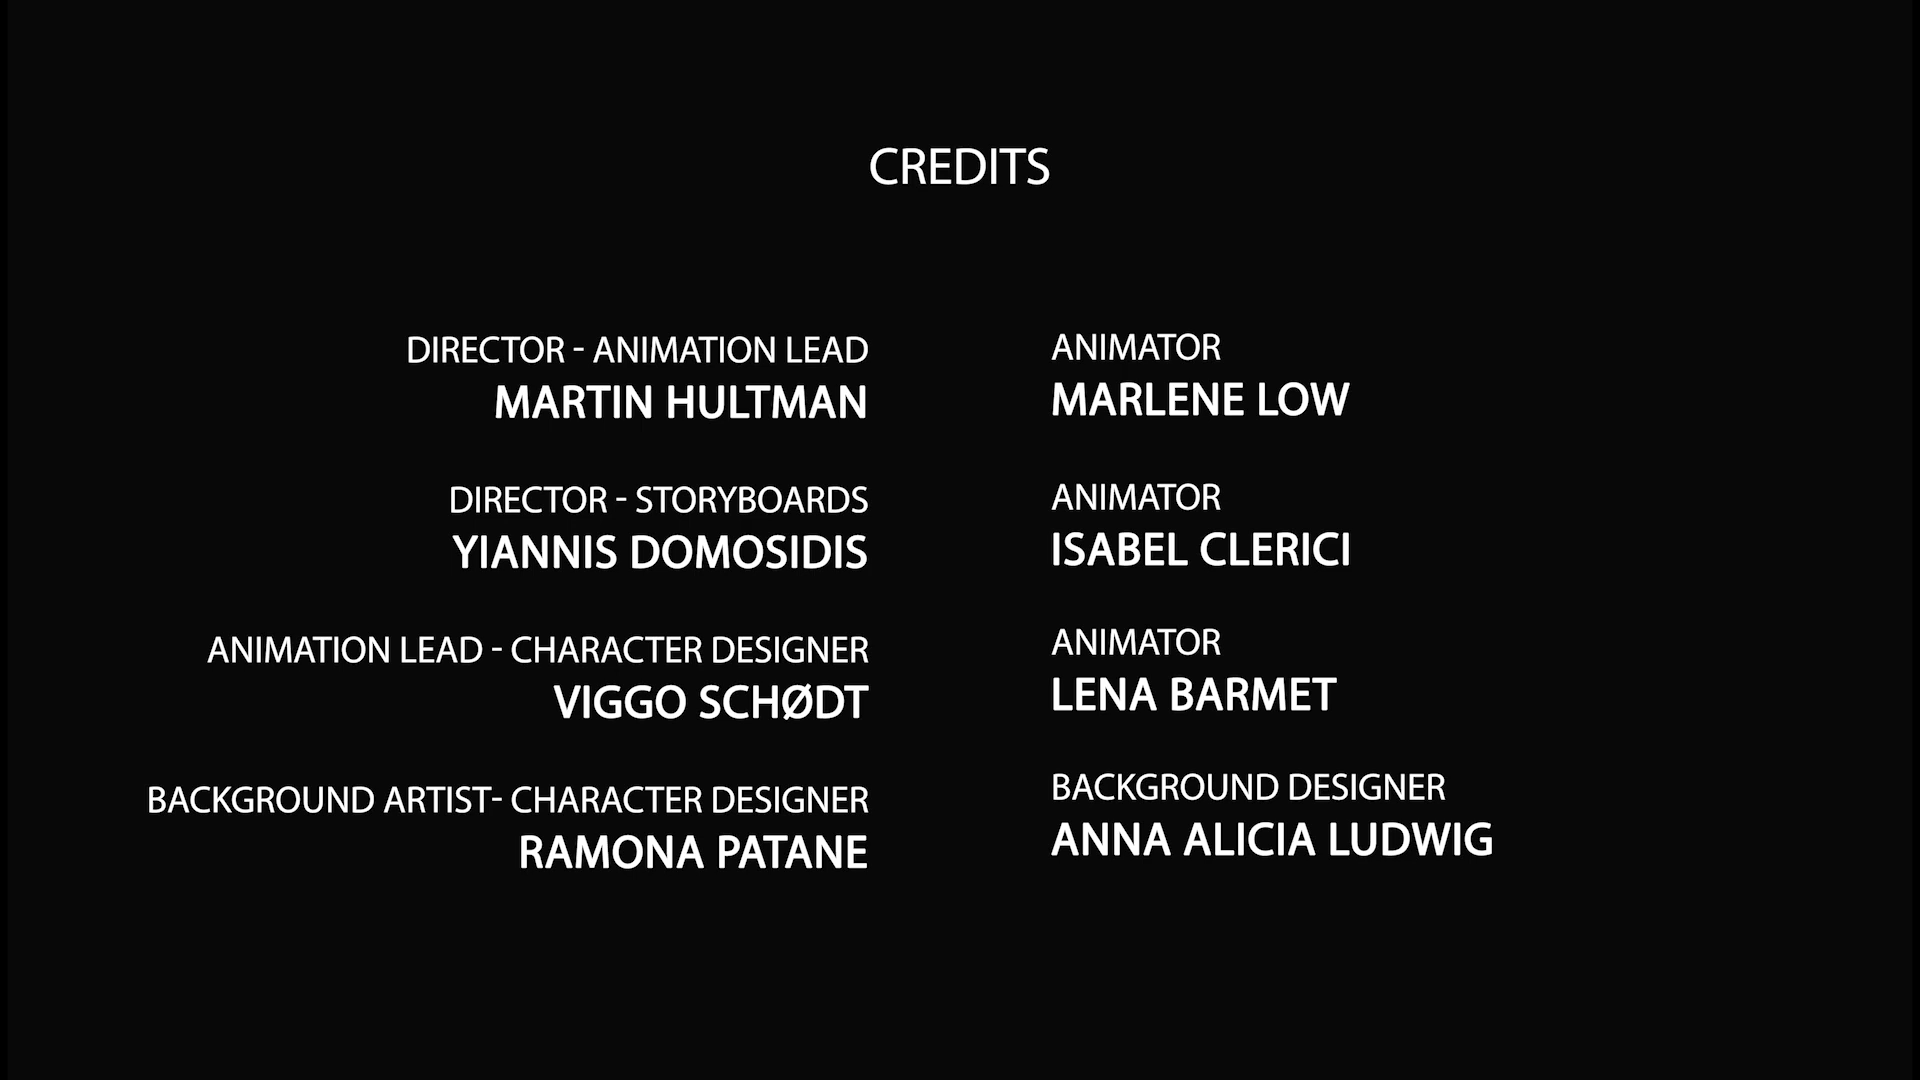 CREDITS
DIRECTOR - ANIMATION LEAD
MARTIN HULTMAN
DIRECTOR - STORYBOARDS
YIANNIS DOMOSIDIS
ANIMATION LEAD - CHARACTER DESIGNER
VIGGO SCHØDT
BACKGROUND ARTIST- CHARACTER DESIGNER
RAMONA PATANE
ANIMATOR
MARLENE LOW
ANIMATOR
ISABEL CLERICI
ANIMATOR
LENA BARMET
BACKGROUND DESIGNER
ANNA ALICIA LUDWIG